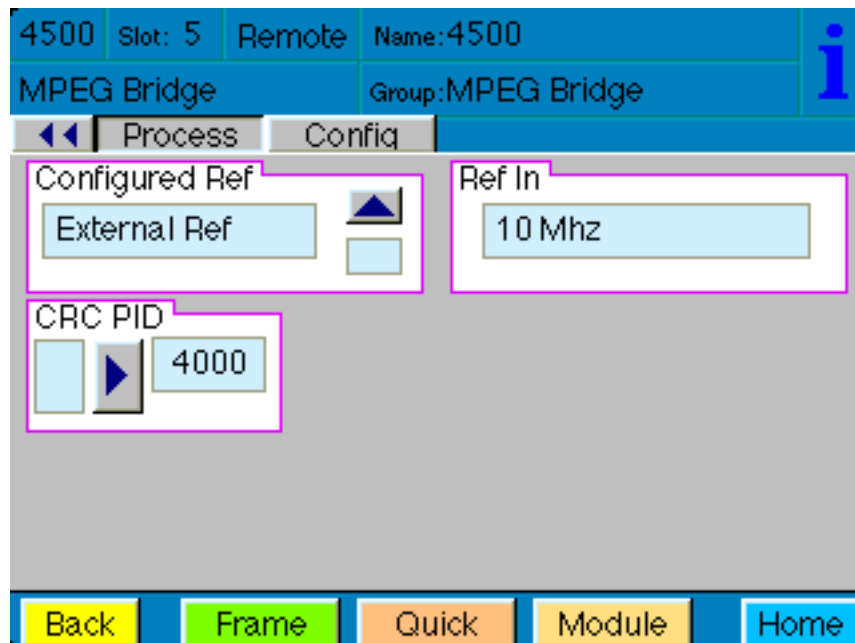 4500 Slot: 5 Remote Name:4500
MPEG Bridge Group:MPEG Bridge
i
Process Config
Configured Ref Ref In
External Ref 10 Mhz
CRC PID
4000
Back Frame Quick Module Home